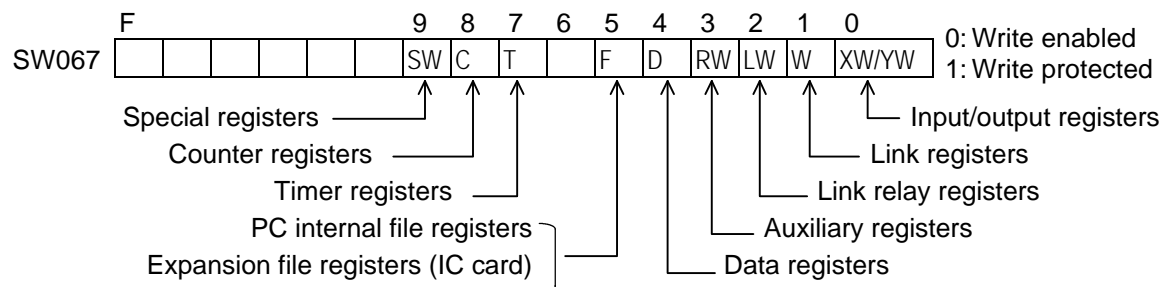 F 9 8 7 6 5 4 3 2 1 0
SW067 SW C T F D RW LW W XW/YW
0: Write enabled
1: Write protected
Special registers
Input/output registers
Counter registers
Link registers
Timer registers
Link relay registers
PC internal file registers
Auxiliary registers
Expansion file registers (IC card)
Data registers